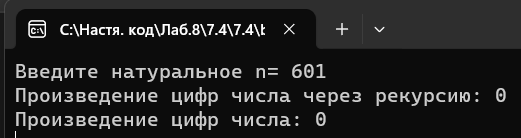 C:\Настя. код\Лаб.8\7.4\7.4\
Введите натуральное n= 601
Произведение цифр числа через рекурсию: 0
Произведение цифр числа: 0